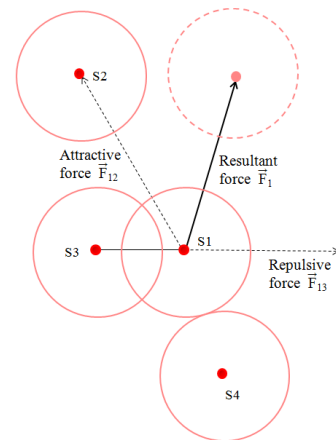 S2
Attractive
force F⃗₁₂
Resultant
force F⃗₁
S1
S3
Repulsive
force F⃗₁₃
S4